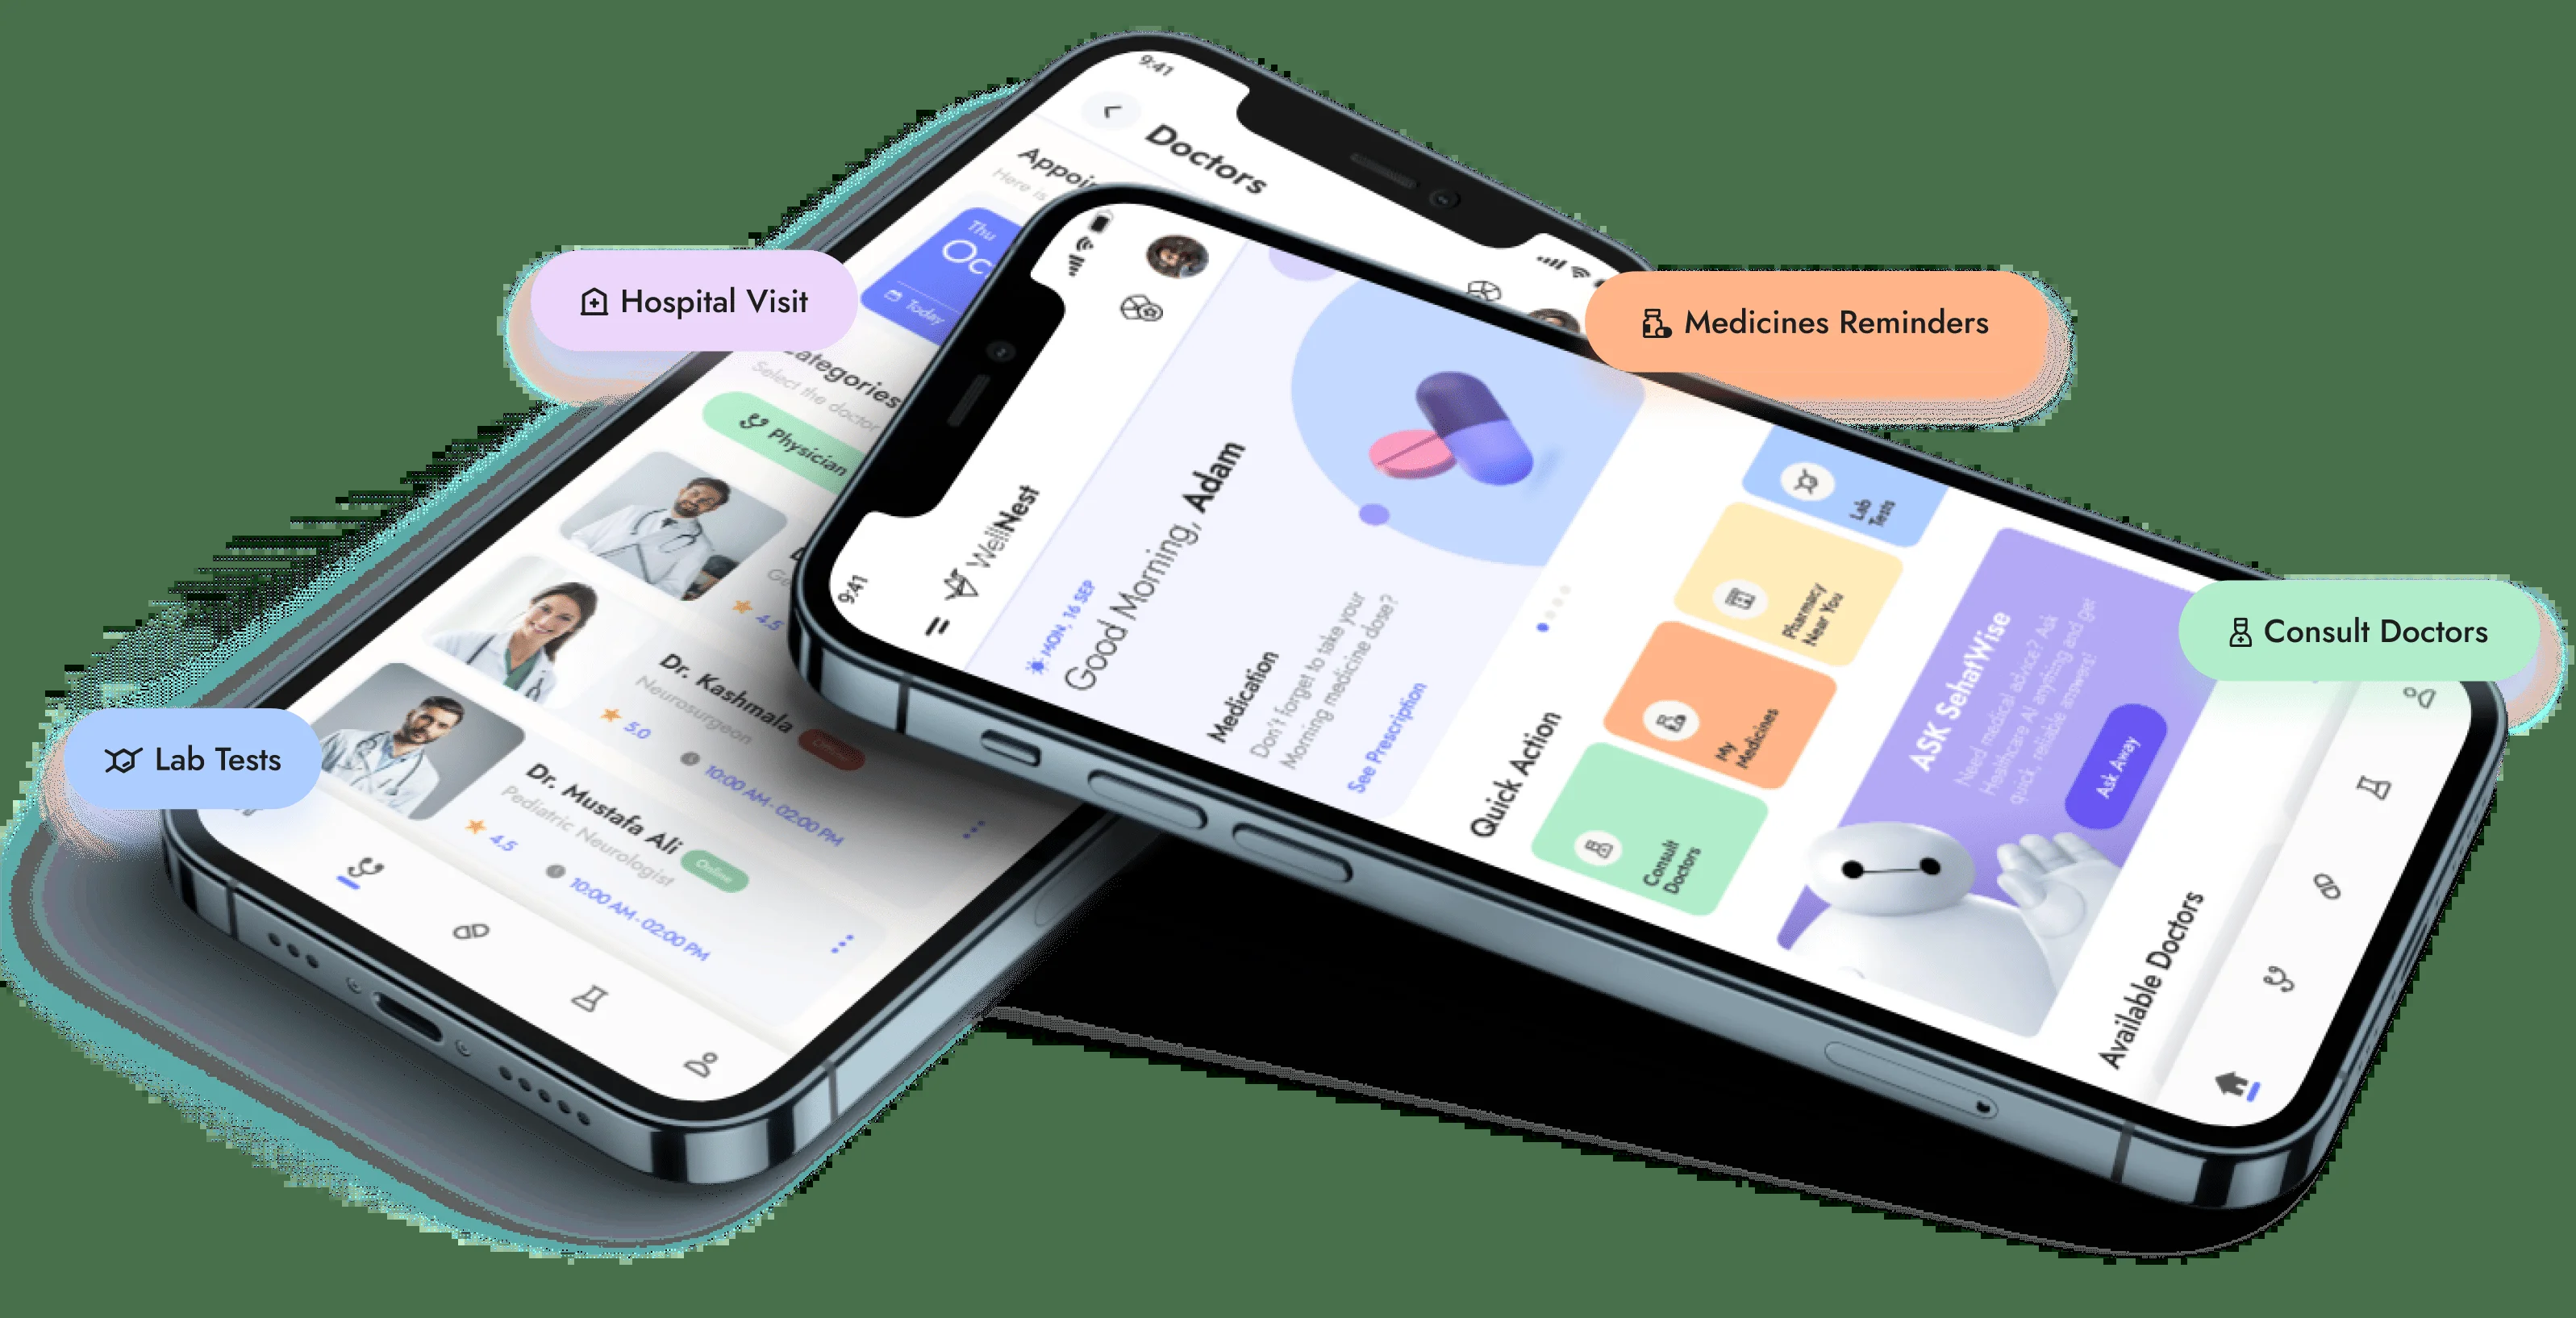 9:41
Doctors
Here is
Thu
Today
Categories
Select the doctor
Physician
4.5
Dr. Kashmala
Neurosurgeon
5.0
10:00 AM - 02:00 PM
Dr. Mustafa Ali
Online
Pediatric Neurologist
4.5
10:00 AM - 02:00 PM
Hospital Visit
Medicines Reminders
Lab Tests
Consult Doctors
9:41
WellNest
MON, 16 SEP
Good Morning, Adam
Medication
Don't forget to take your
Morning medicine dose?
See Prescription
Quick Action
Consult
Doctors
My
Medicines
Pharmacy
Near You
Lab
Tests
ASK SehatWise
Need medical advice? Ask
Healthcare AI anything and get
quick, reliable answers!
Ask Away
Available Doctors